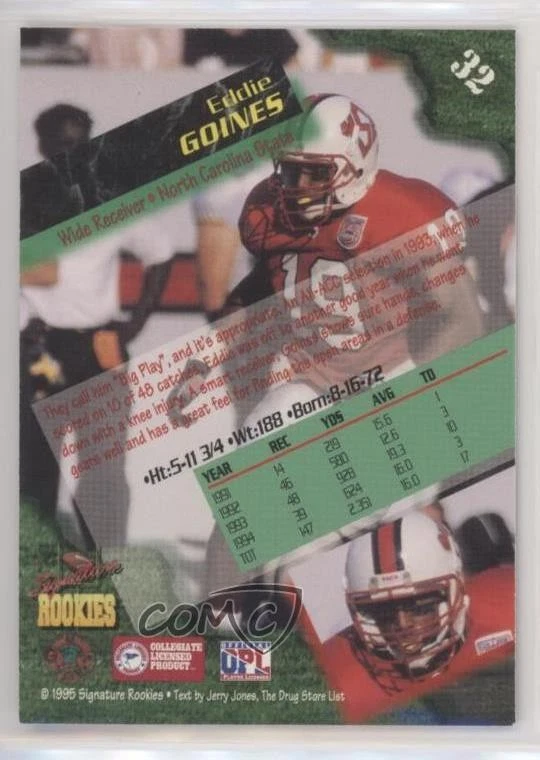 32
Eddie
GOINES
Wide Receiver • North Carolina State
They call him "Big Play", and it's appropriate. An All-ACC selection in 1993, when he
scored on 10 of 48 catches, Eddie was off to another good year when he went
down with a knee injury. A smart receiver, Goines shows sure hands, changes
gears well and has a great feel for finding the open areas in a defense.
•Ht:5-11 3/4 •Wt:188 •Born:8-16-72
YEAR REC YDS AVG TD
1991 14 219 15.6 1
1992 46 580 12.6 3
1993 48 928 19.3 10
1994 39 624 16.0 3
TOT 147 2,351 16.0 17
19
Signature
ROOKIES
COMC
COLLEGIATE
LICENSED
PRODUCT
OFFICIAL
UPL
PLAYER LICENSEE
© 1995 Signature Rookies • Text by Jerry Jones, The Drug Store List